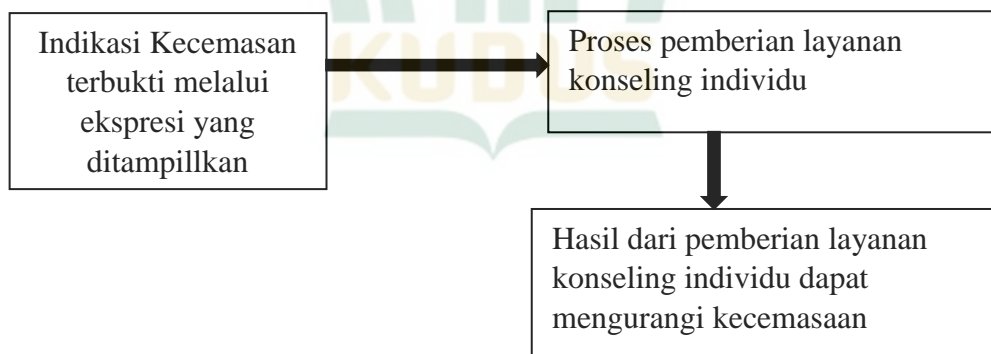 Indikasi Kecemasan
terbukti melalui
ekspresi yang
ditampillkan
Proses pemberian layanan
konseling individu
Hasil dari pemberian layanan
konseling individu dapat
mengurangi kecemasaan
KUDUS